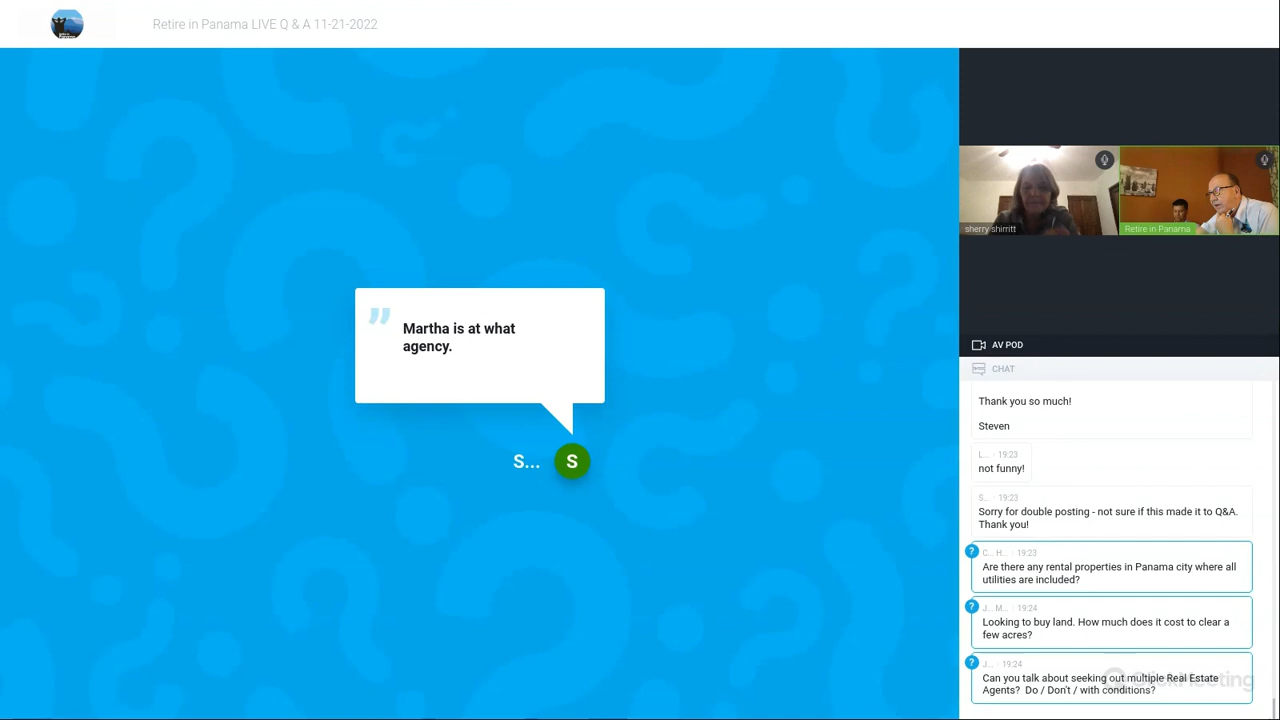 Retire in Panama LIVE Q & A 11-21-2022
Martha is at what
agency.
S...
S
sherry shirritt
Retire in Panama
AV POD
CHAT
Thank you so much!
Steven
L... · 19:23
not funny!
S... · 19:23
Sorry for double posting - not sure if this made it to Q&A.
Thank you!
?
C... H... · 19:23
Are there any rental properties in Panama city where all
utilities are included?
?
J... M... · 19:24
Looking to buy land. How much does it cost to clear a
few acres?
?
J... · 19:24
Can you talk about seeking out multiple Real Estate
Agents? Do / Don't / with conditions?
ClickMeeting